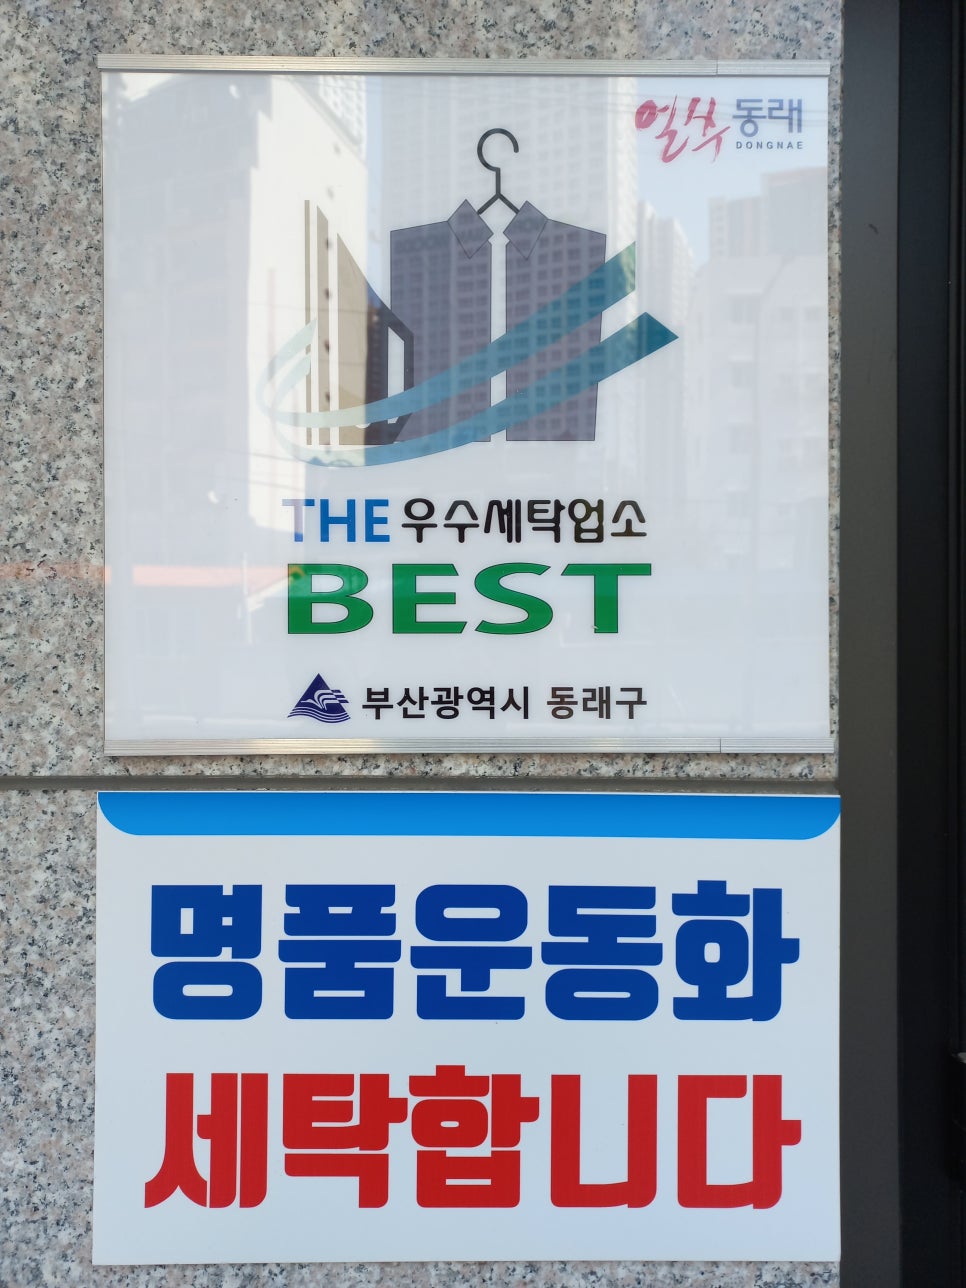 얼쑤 동래
DONGNAE
THE 우수세탁업소
BEST
부산광역시 동래구
명품운동화
세탁합니다